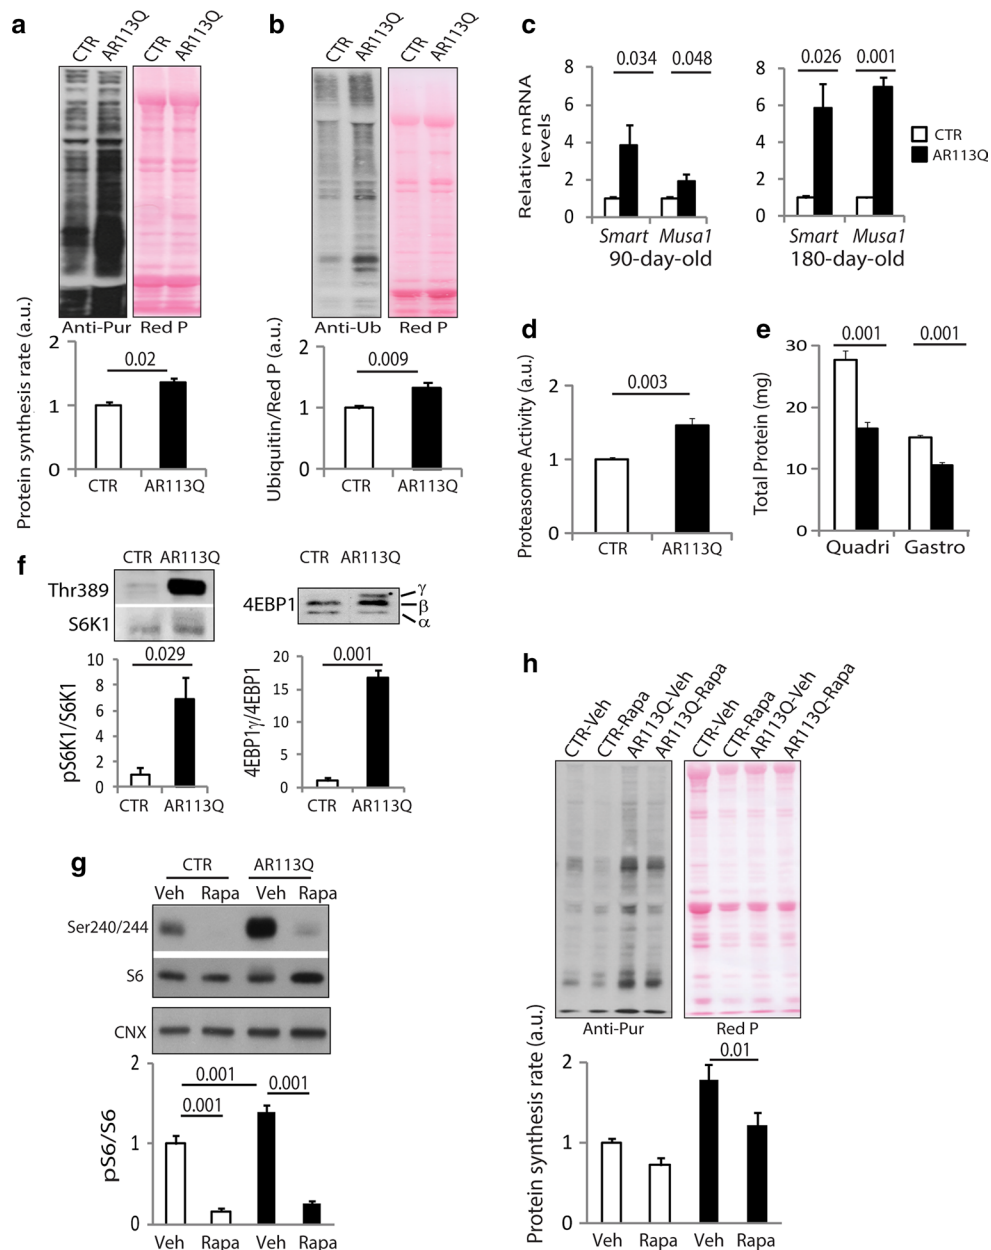 a
CTR
AR113Q
CTR
AR113Q
Anti-Pur
Red P
Protein synthesis rate (a.u.)
2
1
0
0.02
CTR
AR113Q
b
CTR
AR113Q
CTR
AR113Q
Anti-Ub
Red P
Ubiquitin/Red P (a.u.)
2
1
0
0.009
CTR
AR113Q
c
Relative mRNA
levels
8
6
4
2
0
0.034
0.048
Smart
Musa1
90-day-old
8
6
4
2
0
0.026
0.001
Smart
Musa1
180-day-old
CTR
AR113Q
d
Proteasome Activity (a.u.)
2
1
0
0.003
CTR
AR113Q
e
Total Protein (mg)
30
20
10
0
0.001
0.001
Quadri
Gastro
f
CTR
AR113Q
Thr389
S6K1
pS6K1/S6K1
10
8
6
4
2
0
0.029
CTR
AR113Q
CTR
AR113Q
4EBP1
γ
β
α
4EBP1γ/4EBP1
20
15
10
5
0
0.001
CTR
AR113Q
g
CTR
AR113Q
Veh
Rapa
Veh
Rapa
Ser240/244
S6
CNX
pS6/S6
2
1
0
0.001
0.001
0.001
Veh
Rapa
Veh
Rapa
h
CTR-Veh
CTR-Rapa
AR113Q-Veh
AR113Q-Rapa
CTR-Veh
CTR-Rapa
AR113Q-Veh
AR113Q-Rapa
Anti-Pur
Red P
Protein synthesis rate (a.u.)
2
1
0
0.01
Veh
Rapa
Veh
Rapa